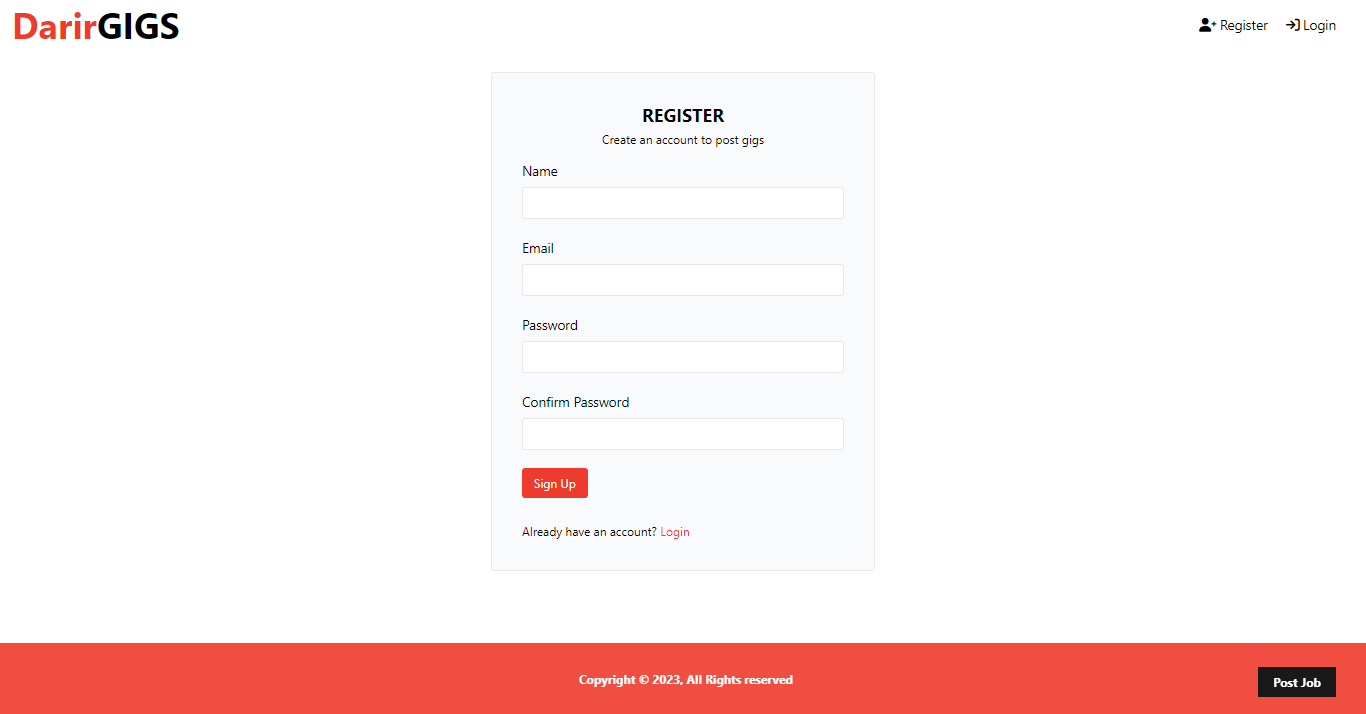 DarirGIGS
Register Login
REGISTER
Create an account to post gigs
Name
Email
Password
Confirm Password
Sign Up
Already have an account? Login
Copyright © 2023, All Rights reserved
Post Job